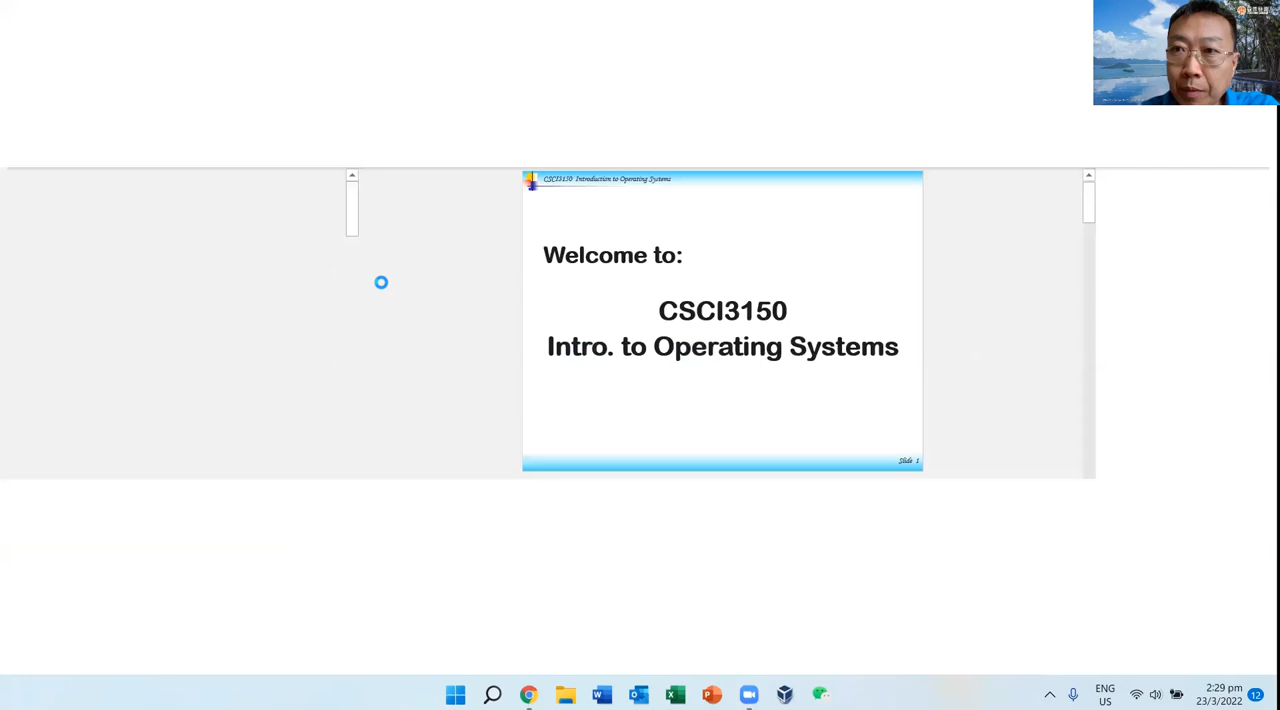 CSCI3150 Introduction to Operating Systems
Welcome to:
CSCI3150
Intro. to Operating Systems
Slide 1
ENG
US
2:29 pm
23/3/2022
12